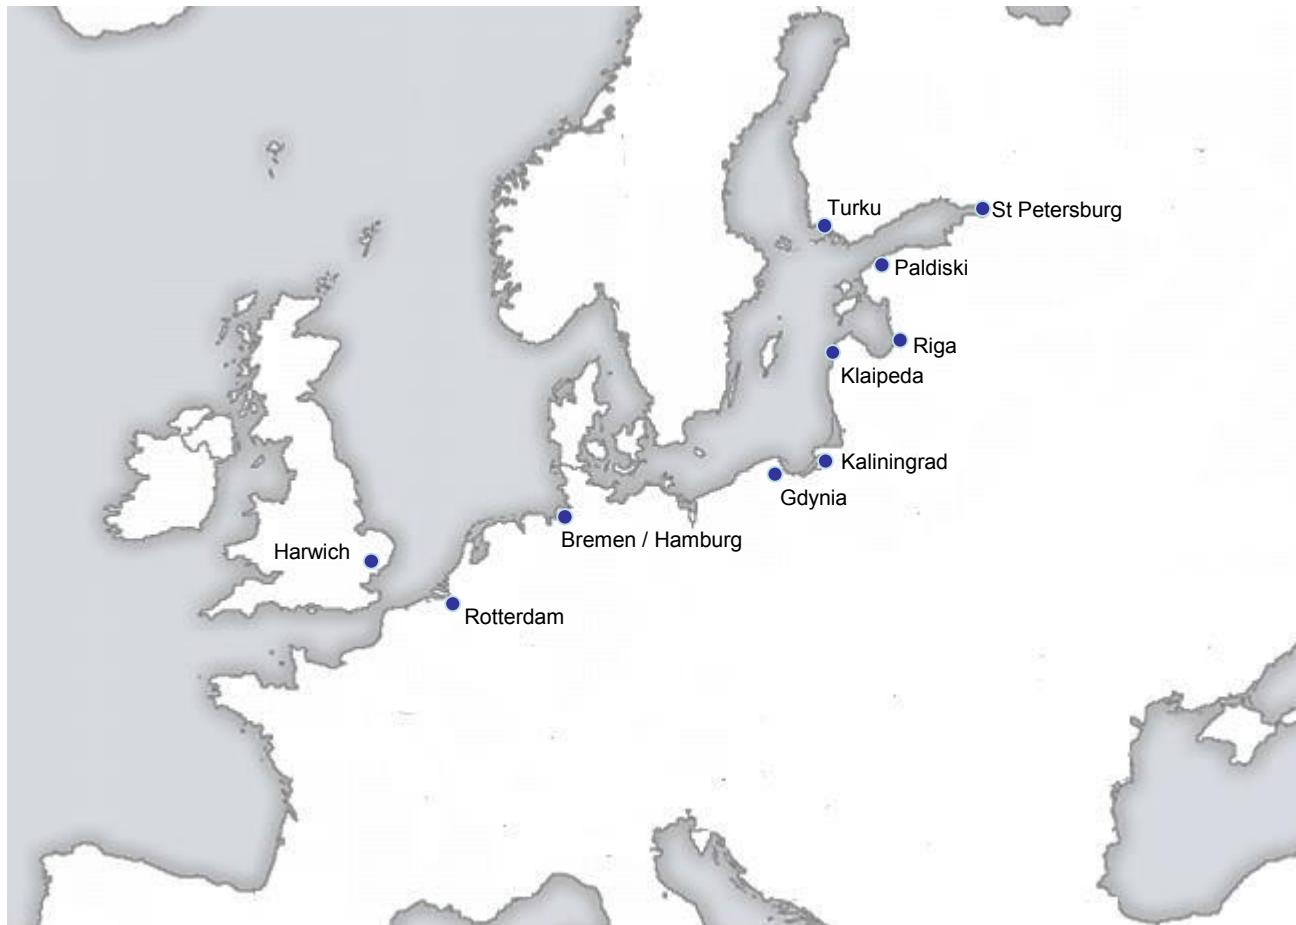 Turku
St Petersburg
Paldiski
Riga
Klaipeda
Kaliningrad
Gdynia
Bremen / Hamburg
Harwich
Rotterdam